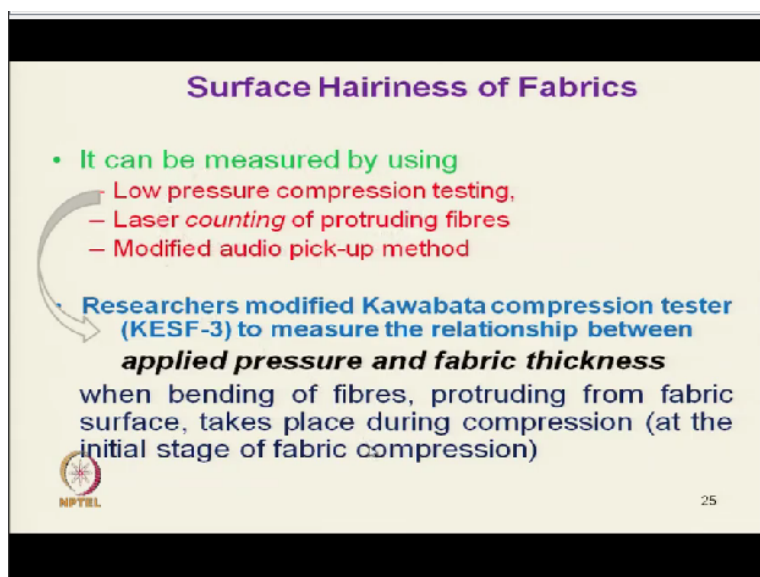 Surface Hairiness of Fabrics
• It can be measured by using
– Low pressure compression testing,
– Laser counting of protruding fibres
– Modified audio pick-up method
• Researchers modified Kawabata compression tester
(KESF-3) to measure the relationship between
applied pressure and fabric thickness
when bending of fibres, protruding from fabric
surface, takes place during compression (at the
initial stage of fabric compression)
NPTEL
25